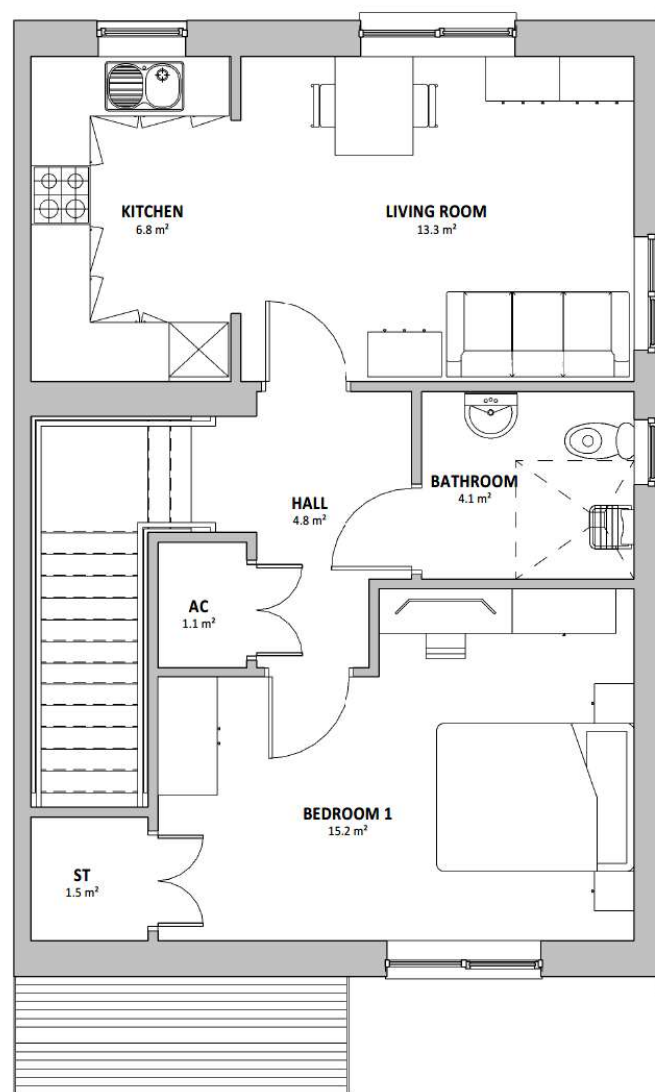 KITCHEN
6.8 m²
LIVING ROOM
13.3 m²
BATHROOM
4.1 m²
HALL
4.8 m²
AC
1.1 m²
BEDROOM 1
15.2 m²
ST
1.5 m²